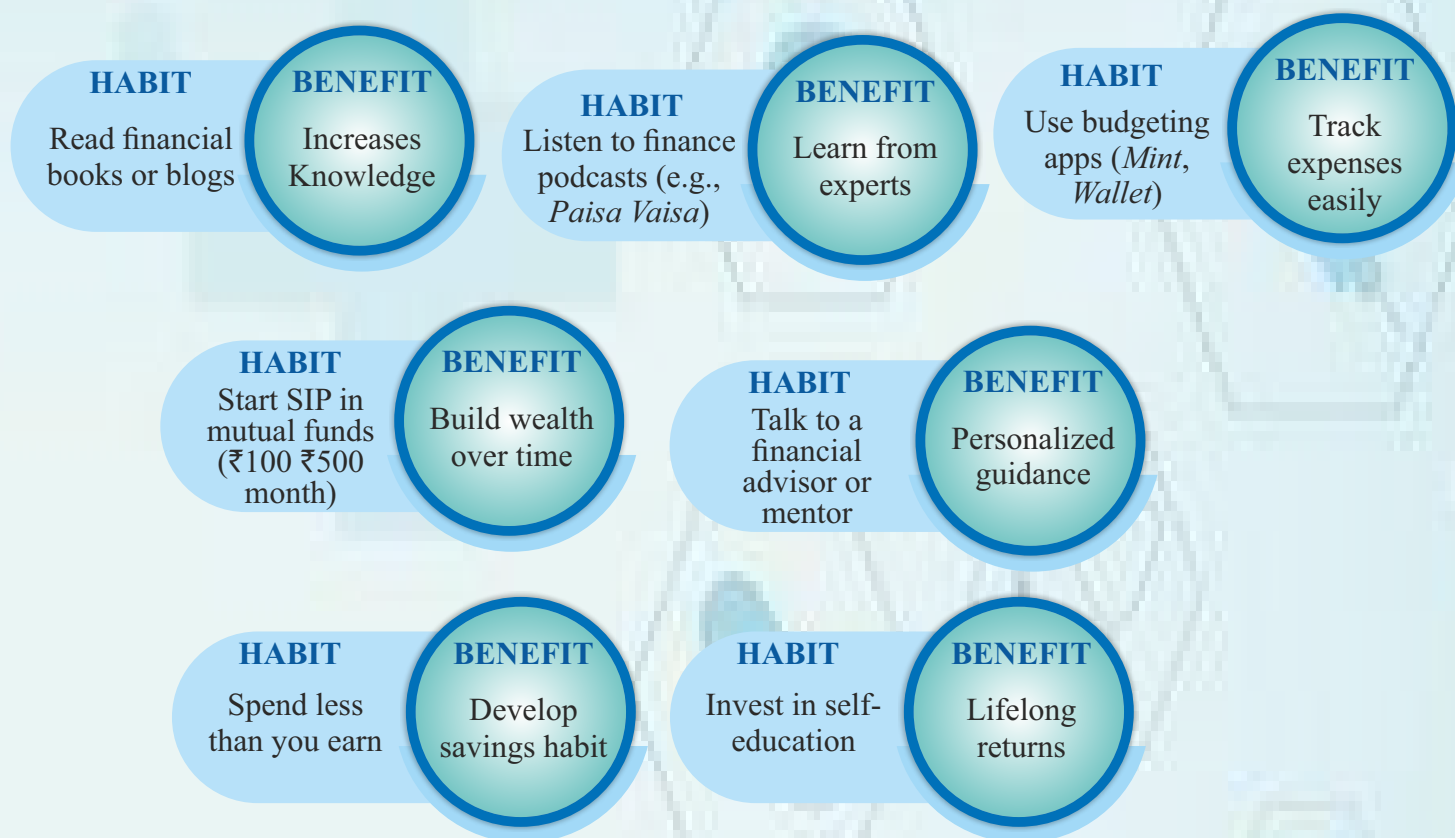 HABIT
Read financial
books or blogs
BENEFIT
Increases
Knowledge
HABIT
Listen to finance
podcasts (e.g.,
Paisa Vaisa)
BENEFIT
Learn from
experts
HABIT
Use budgeting
apps (Mint,
Wallet)
BENEFIT
Track
expenses
easily
HABIT
Start SIP in
mutual funds
(₹100 ₹500
month)
BENEFIT
Build wealth
over time
HABIT
Talk to a
financial
advisor or
mentor
BENEFIT
Personalized
guidance
HABIT
Spend less
than you earn
BENEFIT
Develop
savings habit
HABIT
Invest in self-
education
BENEFIT
Lifelong
returns